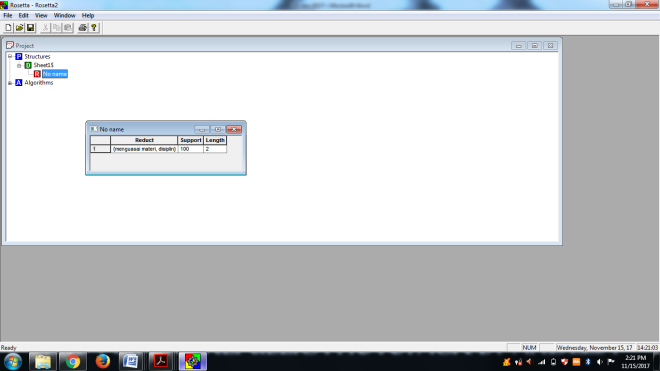 Rosetta - Rosetta2
File Edit View Window Help
Project
P Structures
D Sheet1$
R No name
A Algorithms
No name
Reduct Support Length
1 {menguasai materi, disiplin} 100 2
Ready
NUM Wednesday, November 15, 17 14:21:03
2:21 PM
11/15/2017